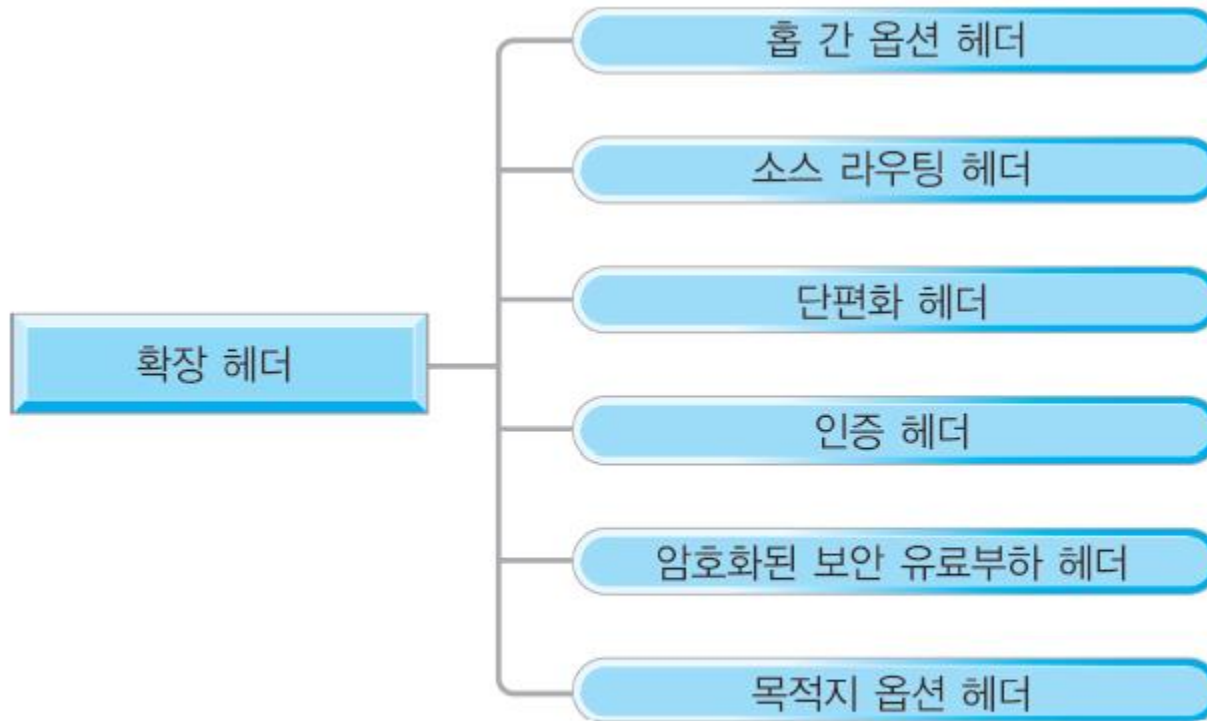 홉 간 옵션 헤더
소스 라우팅 헤더
단편화 헤더
확장 헤더
인증 헤더
암호화된 보안 유료부하 헤더
목적지 옵션 헤더